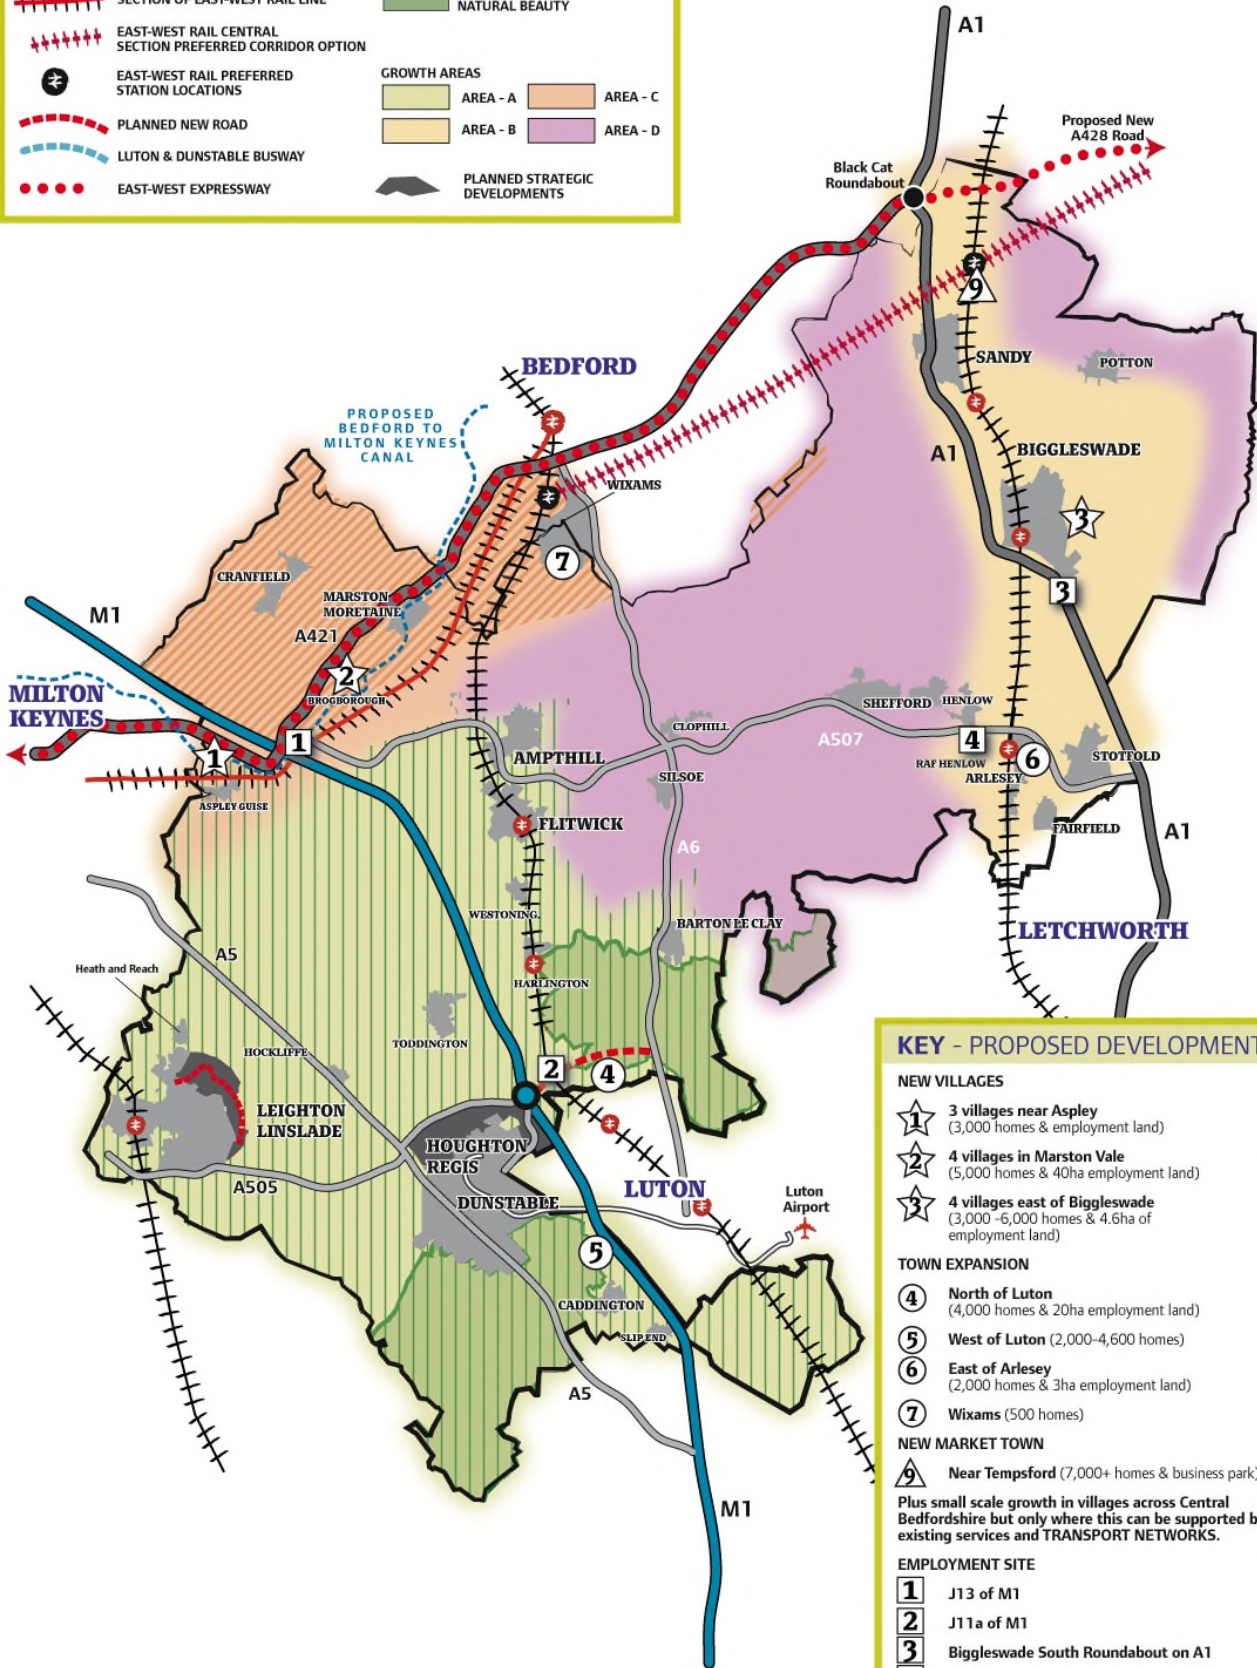 SECTION OF EAST-WEST RAIL LINE
NATURAL BEAUTY
EAST-WEST RAIL CENTRAL
SECTION PREFERRED CORRIDOR OPTION
EAST-WEST RAIL PREFERRED
STATION LOCATIONS
PLANNED NEW ROAD
LUTON & DUNSTABLE BUSWAY
EAST-WEST EXPRESSWAY
GROWTH AREAS
AREA - A
AREA - C
AREA - B
AREA - D
PLANNED STRATEGIC
DEVELOPMENTS
A1
Proposed New
A428 Road
Black Cat
Roundabout
9
SANDY
POTTON
BEDFORD
PROPOSED
BEDFORD TO
MILTON KEYNES
CANAL
A1
BIGGLESWADE
WIXAMS
3
7
CRANFIELD
3
MARSTON
MORETAINE
M1
A421
2
BROGBOROUGH
MILTON
KEYNES
SHEFFORD
HENLOW
CLOPHILL
A507
1
1
4
6
STOTFOLD
AMPTHILL
RAF HENLOW
ARLESEY
SILSOE
ASPLEY GUISE
FLITWICK
FAIRFIELD
A1
A6
WESTONING
BARTON LE CLAY
LETCHWORTH
A5
Heath and Reach
HARLINGTON
TODDINGTON
HOCKLIFFE
2
4
LEIGHTON
LINSLADE
HOUGHTON
REGIS
A505
DUNSTABLE
LUTON
Luton
Airport
5
CADDINGTON
SLIP END
A5
M1
KEY - PROPOSED DEVELOPMENT
NEW VILLAGES
1
3 villages near Aspley
(3,000 homes & employment land)
2
4 villages in Marston Vale
(5,000 homes & 40ha employment land)
3
4 villages east of Biggleswade
(3,000 -6,000 homes & 4.6ha of
employment land)
TOWN EXPANSION
4
North of Luton
(4,000 homes & 20ha employment land)
5
West of Luton (2,000-4,600 homes)
6
East of Arlesey
(2,000 homes & 3ha employment land)
7
Wixams (500 homes)
NEW MARKET TOWN
9
Near Tempsford (7,000+ homes & business park)
Plus small scale growth in villages across Central
Bedfordshire but only where this can be supported b
existing services and TRANSPORT NETWORKS.
EMPLOYMENT SITE
1
J13 of M1
2
J11a of M1
3
Biggleswade South Roundabout on A1